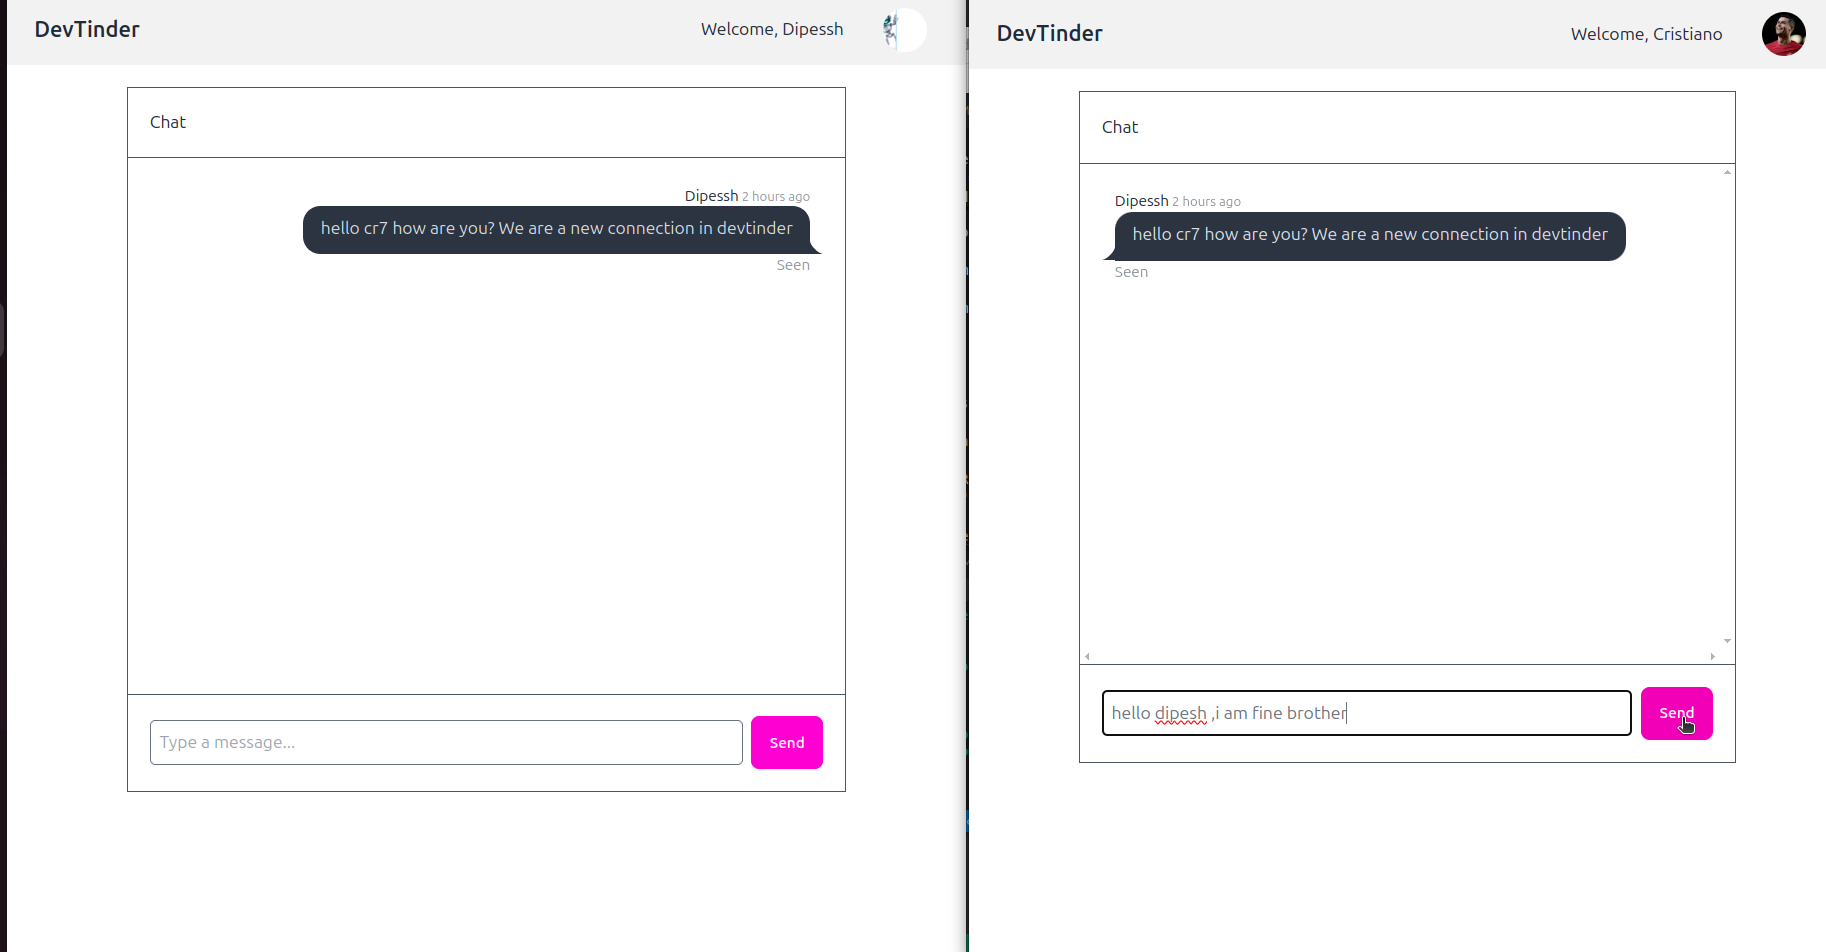 DevTinder
Welcome, Dipessh
Chat
Dipessh 2 hours ago
hello cr7 how are you? We are a new connection in devtinder
Seen
Type a message...
Send
DevTinder
Welcome, Cristiano
Chat
Dipessh 2 hours ago
hello cr7 how are you? We are a new connection in devtinder
Seen
hello dipesh ,i am fine brother
Send